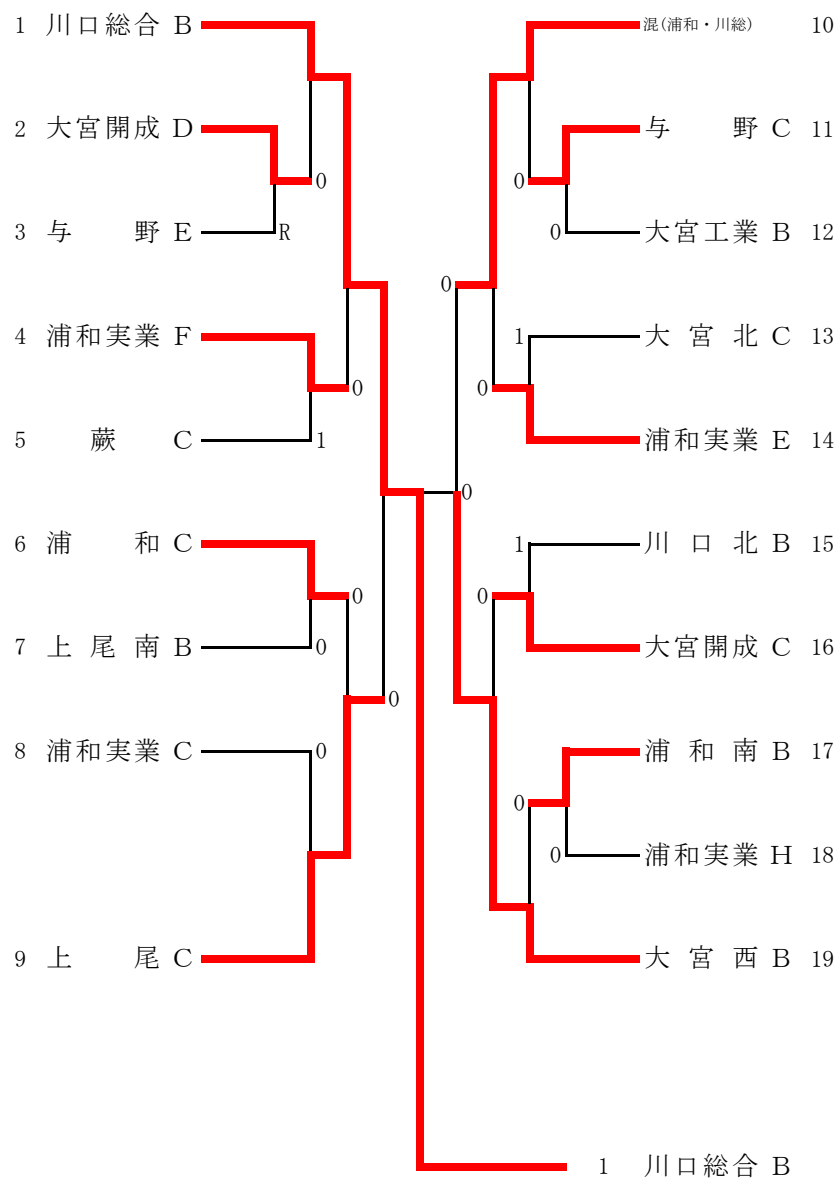 1 川口総合 B
2 大宮開成 D
0
3 与 野 E
R
4 浦和実業 F
0
5 蕨 C
1
6 浦 和 C
0
7 上 尾 南 B
0
0
8 浦和実業 C
0
9 上 尾 C
混(浦和・川総) 10
与 野 C 11
0
0 大宮工業 B 12
0
1 大 宮 北 C 13
0
浦和実業 E 14
0
1 川 口 北 B 15
0
大宮開成 C 16
浦 和 南 B 17
0
0 浦和実業 H 18
大 宮 西 B 19
1 川口総合 B